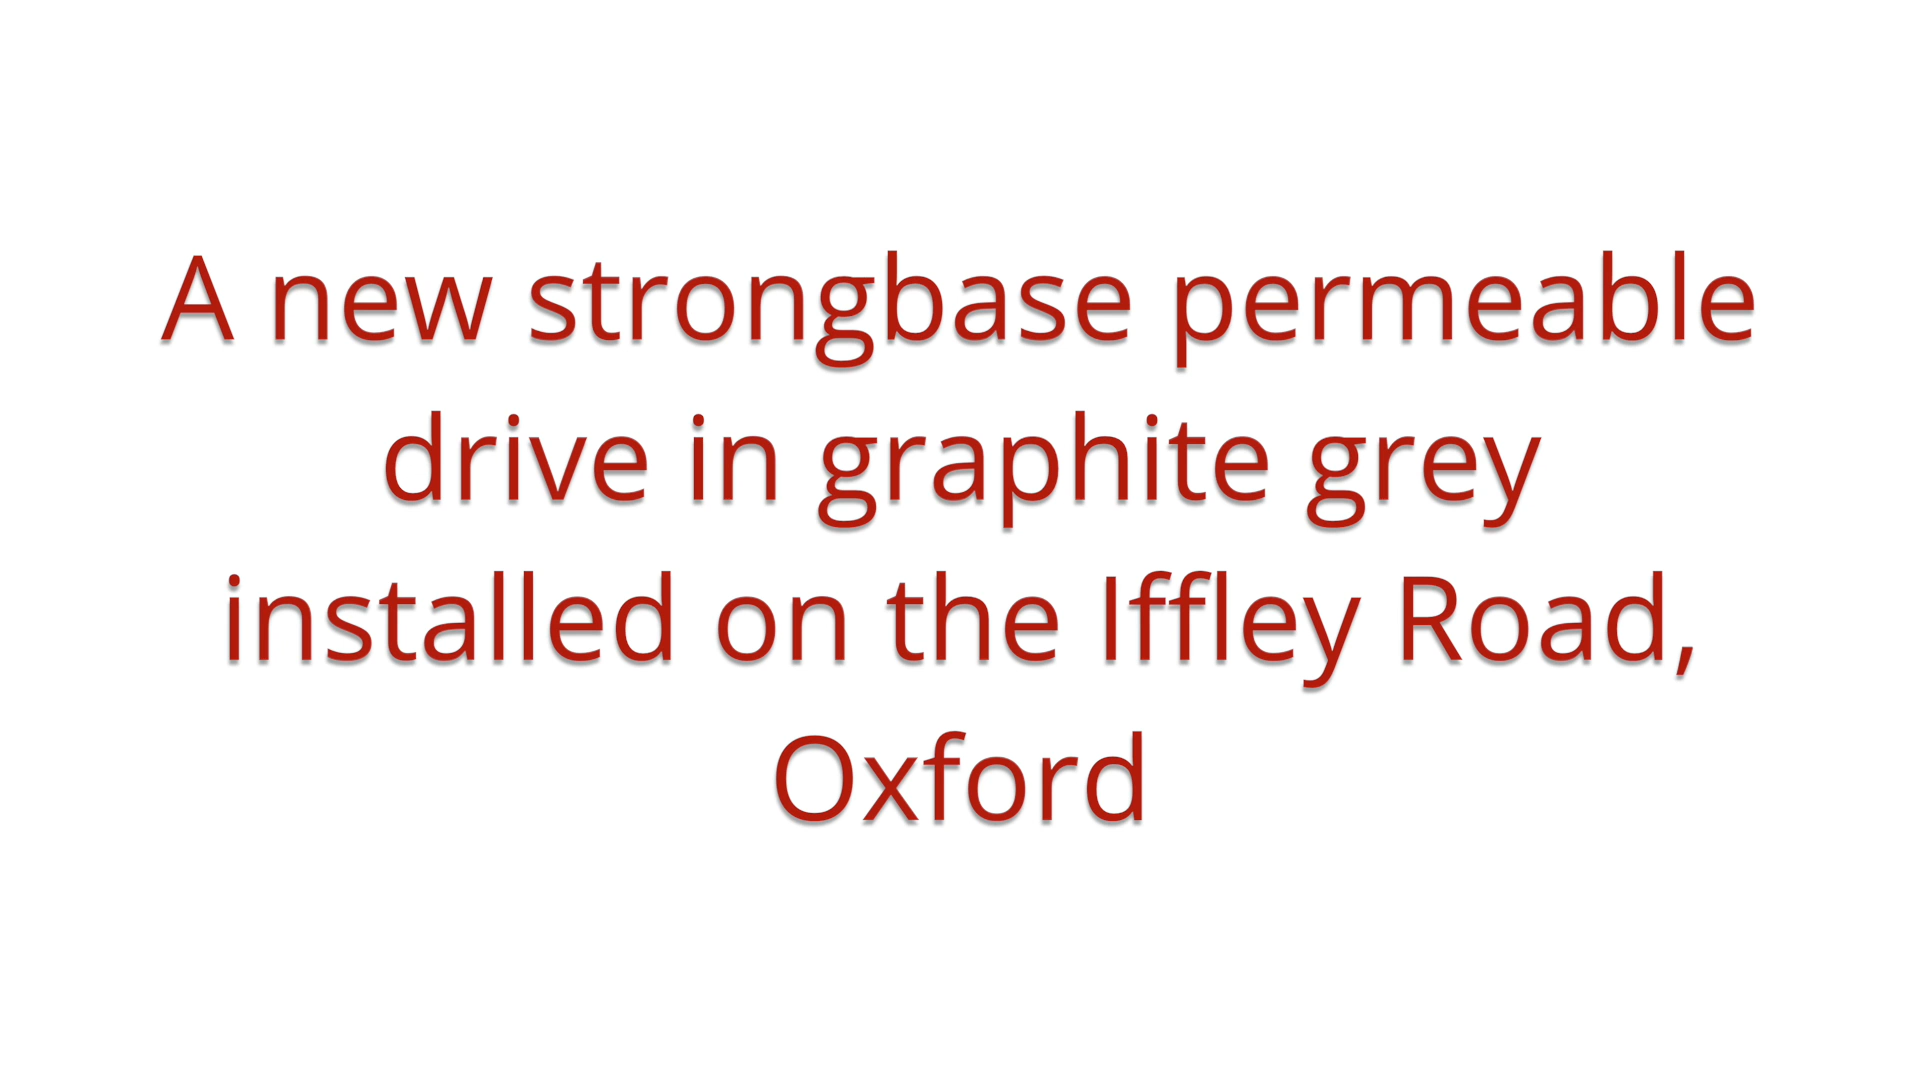 A new strongbase permeable
drive in graphite grey
installed on the Iffley Road,
Oxford